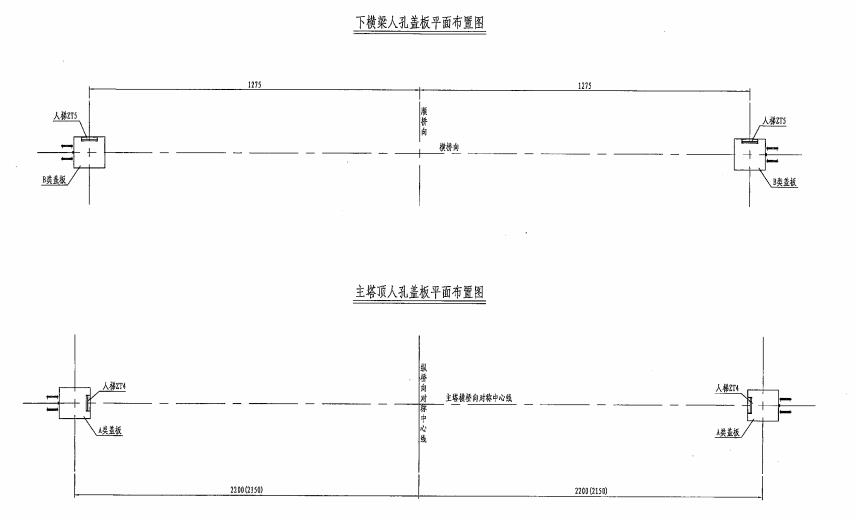 下横梁人孔盖板平面布置图
1275
1275
顺桥向
人梯ZT5
人梯ZT5
横桥向
B类盖板
B类盖板
主塔顶人孔盖板平面布置图
纵桥向对称中心线
人梯ZT4
人梯ZT4
主塔横桥向对称中心线
A类盖板
A类盖板
2200(2350)
2200(2150)